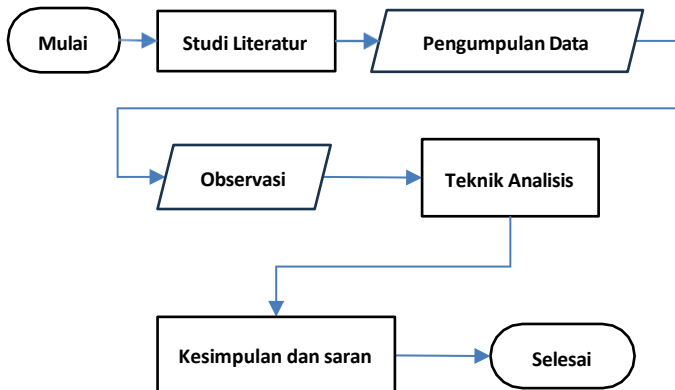 Mulai
Studi Literatur
Pengumpulan Data
Observasi
Teknik Analisis
Kesimpulan dan saran
Selesai